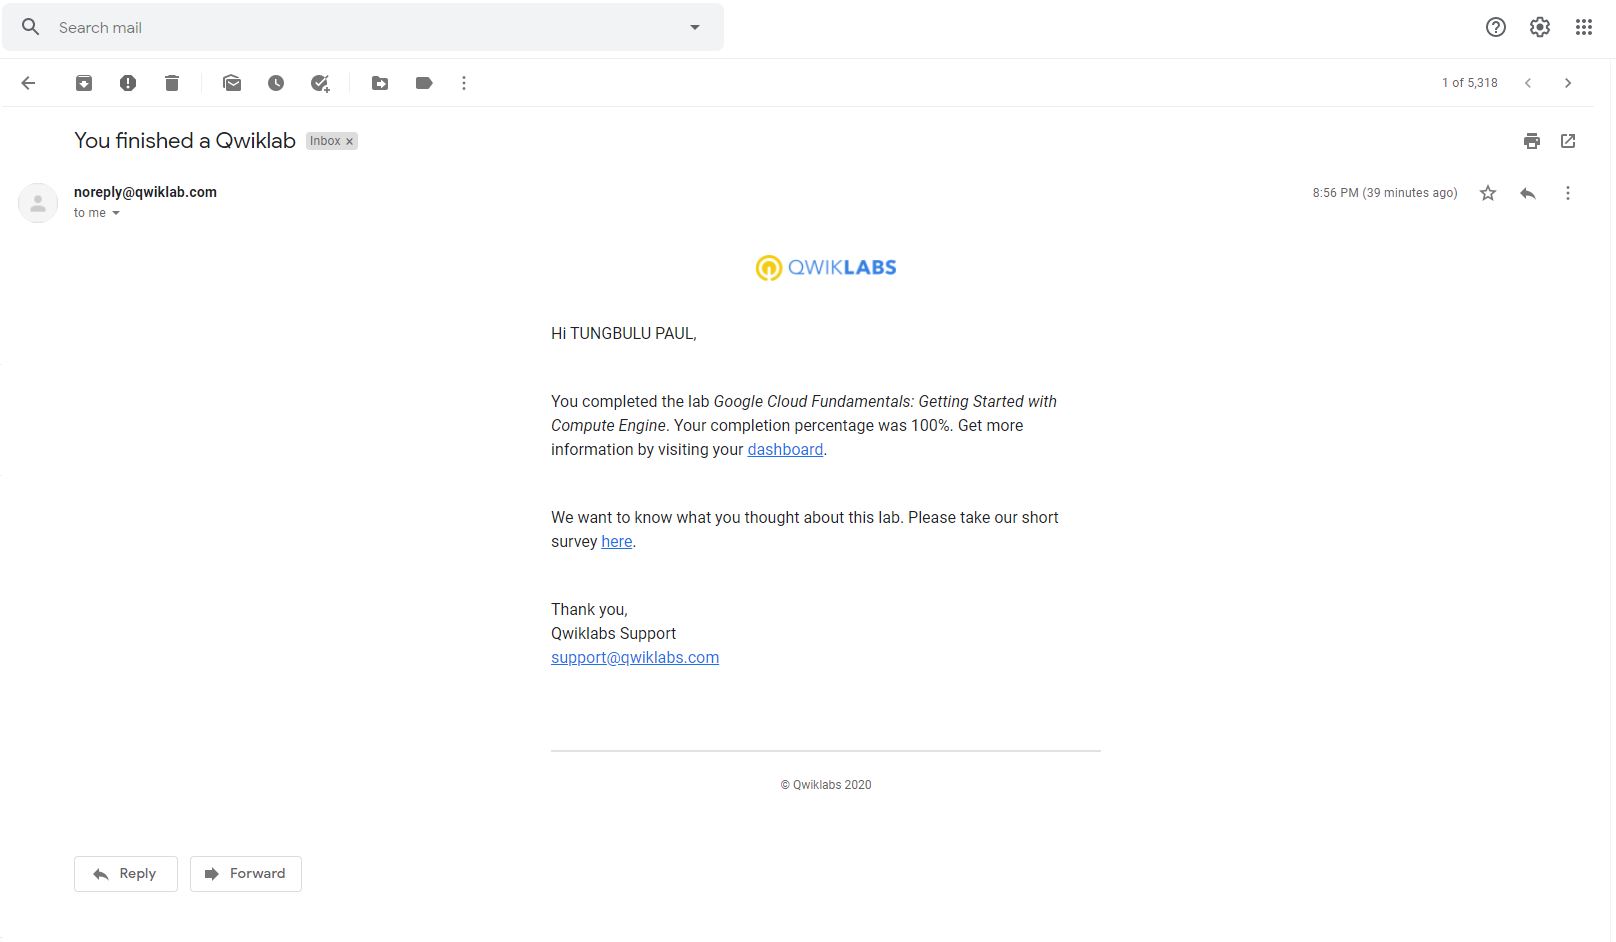 Search mail
1 of 5,318
You finished a Qwiklab Inbox x
noreply@qwiklab.com
8:56 PM (39 minutes ago)
to me
QWIKLABS
Hi TUNGBULU PAUL,
You completed the lab Google Cloud Fundamentals: Getting Started with
Compute Engine. Your completion percentage was 100%. Get more
information by visiting your dashboard.
We want to know what you thought about this lab. Please take our short
survey here.
Thank you,
Qwiklabs Support
support@qwiklabs.com
© Qwiklabs 2020
Reply
Forward